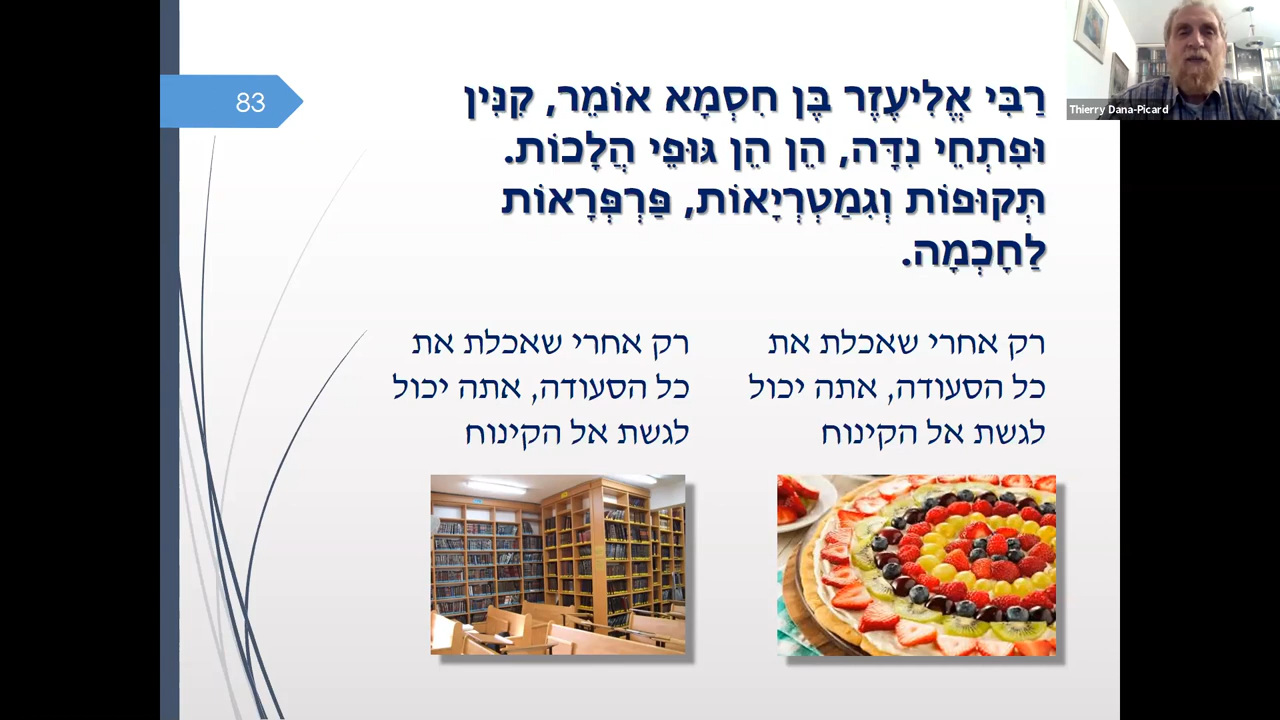 83
Thierry Dana-Picard
רַבִּי אֱלִיעֶזֶר בֶּן חִסְמָא אוֹמֵר, קִנִּין
וּפִתְחֵי נִדָּה, הֵן הֵן גּוּפֵי הֲלָכוֹת.
תְּקוּפוֹת וְגִמַטְרְיָאוֹת, פַּרְפְּרָאוֹת
לַחָכְמָה.
רק אחרי שאכלת את
כל הסעודה, אתה יכול
לגשת אל הקינוח
רק אחרי שאכלת את
כל הסעודה, אתה יכול
לגשת אל הקינוח